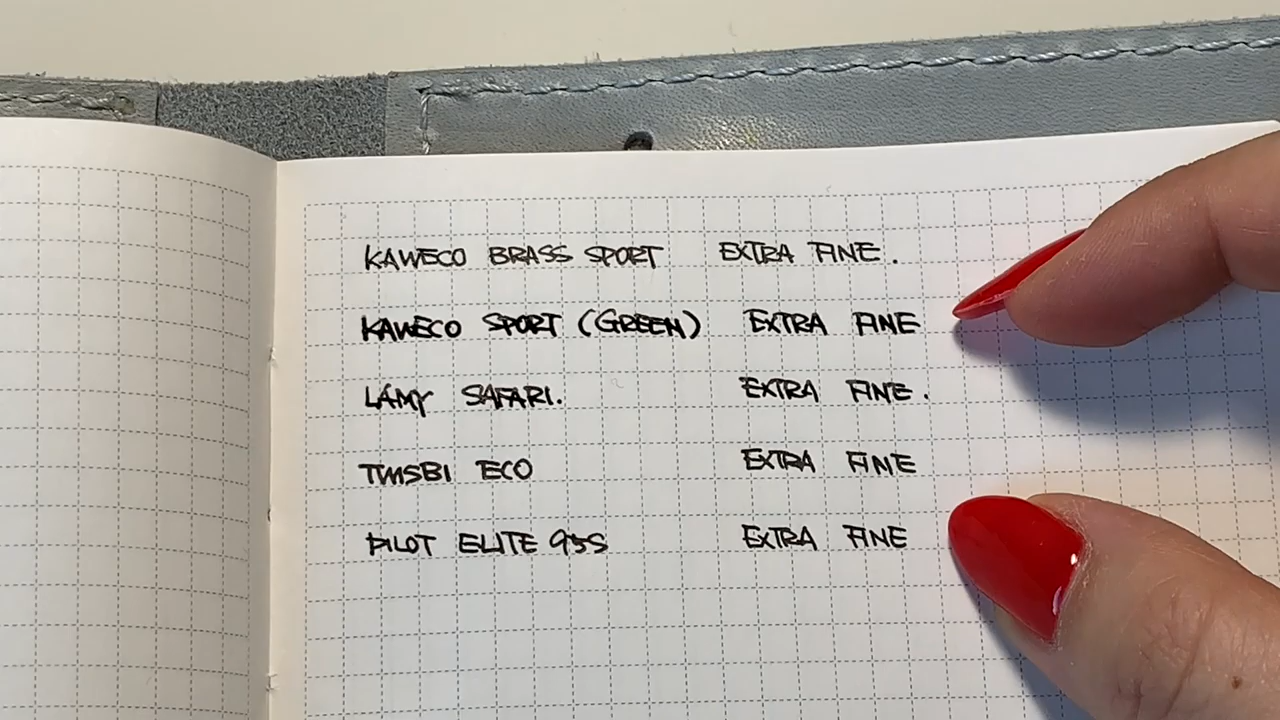 KAWECO BRASS SPORT EXTRA FINE.
KAWECO SPORT (GREEN) EXTRA FINE
LAMY SAFARI. EXTRA FINE.
TWSBI ECO EXTRA FINE
PILOT ELITE 95S EXTRA FINE